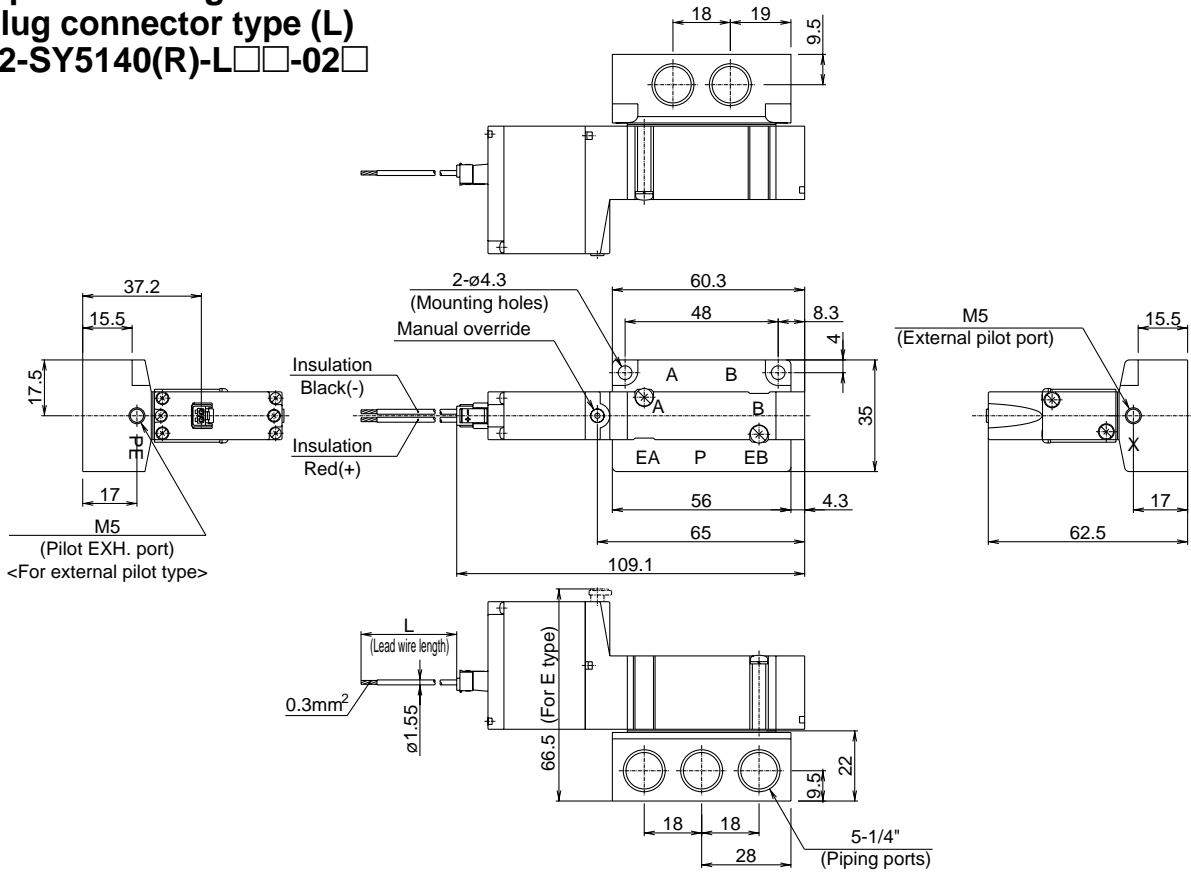 lug connector type (L)
2-SY5140(R)-L□□-02□
18
19
9.5
37.2
15.5
17.5
PE
17
M5
(Pilot EXH. port)
<For external pilot type>
2-ø4.3
(Mounting holes)
Manual override
Insulation
Black(-)
Insulation
Red(+)
60.3
48
8.3
4
A B
A B
EA P EB
35
56
4.3
65
109.1
M5
(External pilot port)
15.5
X
17
62.5
L
(Lead wire length)
0.3mm²
ø1.55
66.5 (For E type)
22
9.5
18
18
28
5-1/4"
(Piping ports)